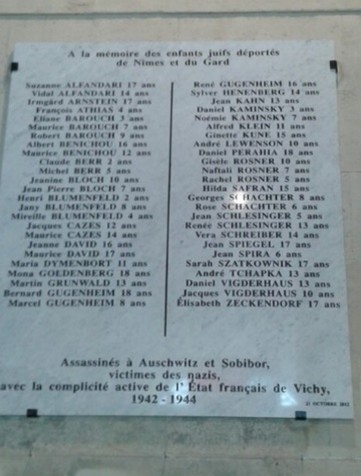 A la mémoire des enfants juifs déportés
de Nîmes et du Gard
Suzanne ALFANDARI 17 ans
Vidal ALFANDARI 14 ans
Irmgård ARNSTEIN 17 ans
François ATHIAS 4 ans
Eliane BAROUCH 3 ans
Maurice BAROUCH 7 ans
Robert BAROUCH 9 ans
Albert BENICHOU 16 ans
Maurice BENICHOU 12 ans
Claude BERR 2 ans
Michel BERR 5 ans
Jeanine BLOCH 10 ans
Jean Pierre BLOCH 7 ans
Henri BLUMENFELD 2 ans
Jany BLUMENFELD 8 ans
Mireille BLUMENFELD 4 ans
Jacques CAZES 12 ans
Maurice CAZES 14 ans
Jeanne DAVID 16 ans
Maurice DAVID 17 ans
Maria DYMENBORT 11 ans
Mona GOLDENBERG 18 ans
Martin GRUNWALD 13 ans
Bernard GUGENHEIM 18 ans
Marcel GUGENHEIM 8 ans
René GUGENHEIM 16 ans
Sylver HENENBERG 14 ans
Jean KAHN 13 ans
Daniel KAMINSKY 3 ans
Noémie KAMINSKY 7 ans
Alfred KLEIN 11 ans
Ginette KUNE 15 ans
André LEWENSON 10 ans
Daniel PERAHIA 18 ans
Gisèle ROSNER 10 ans
Naftali ROSNER 7 ans
Rachel ROSNER 5 ans
Hilda SAFRAN 15 ans
Georges SCHACHTER 8 ans
Rose SCHACHTER 6 ans
Jean SCHLESINGER 5 ans
Renée SCHLESINGER 13 ans
Vera SCHREIBER 14 ans
Jean SPIEGEL 17 ans
Jean SPIRA 6 ans
Sarah SZATKOWNIK 17 ans
André TCHAPKA 13 ans
Daniel VIGDERHAUS 13 ans
Jacques VIGDERHAUS 10 ans
Élisabeth ZECKENDORF 17 ans
Assassinés à Auschwitz et Sobibor,
victimes des nazis,
avec la complicité active de l'État français de Vichy,
1942 - 1944
OCTOBRE 2012